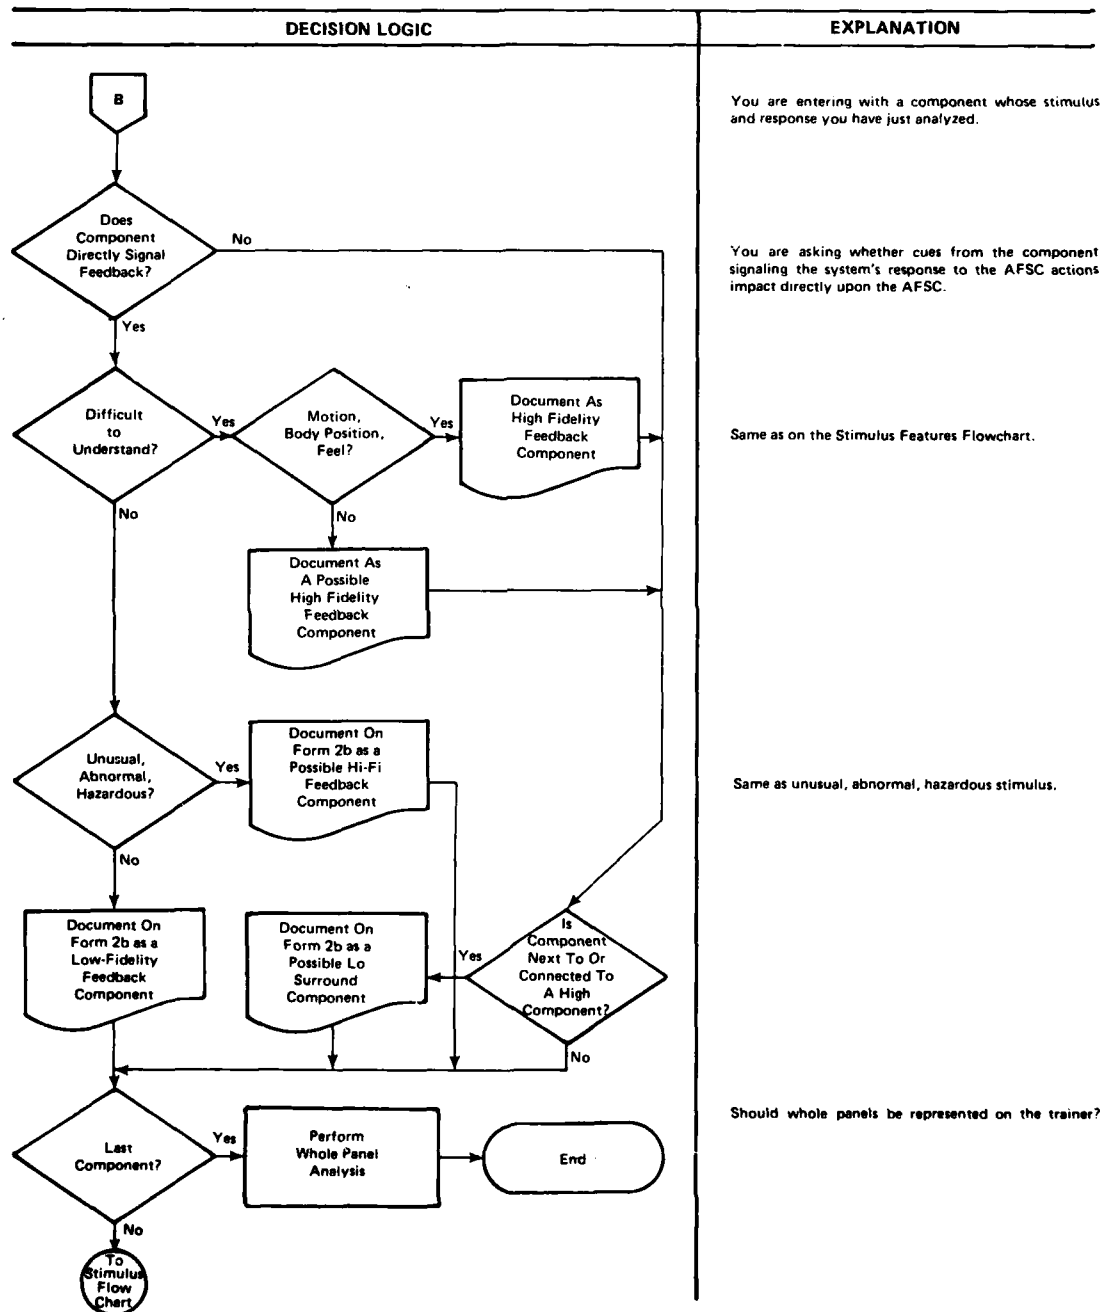 DECISION LOGIC
EXPLANATION
B
You are entering with a component whose stimulus
and response you have just analyzed.
Does
Component
Directly Signal
Feedback?
No
Yes
You are asking whether cues from the component
signaling the system's response to the AFSC actions
impact directly upon the AFSC.
Difficult
to
Understand?
Yes
No
Motion,
Body Position,
Feel?
Yes
No
Document As
High Fidelity
Feedback
Component
Same as on the Stimulus Features Flowchart.
Document As
A Possible
High Fidelity
Feedback
Component
Unusual,
Abnormal,
Hazardous?
Yes
No
Document On
Form 2b as a
Possible Hi-Fi
Feedback
Component
Same as unusual, abnormal, hazardous stimulus.
Document On
Form 2b as a
Low-Fidelity
Feedback
Component
Document On
Form 2b as a
Possible Lo
Surround
Component
Yes
Is
Component
Next To Or
Connected To
A High
Component?
No
Last
Component?
Yes
No
Perform
Whole Panel
Analysis
End
Should whole panels be represented on the trainer?
To
Stimulus
Flow
Chart